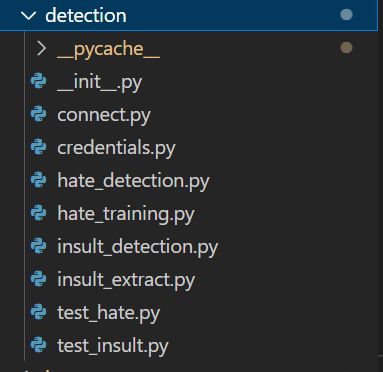 detection
__pycache__
__init__.py
connect.py
credentials.py
hate_detection.py
hate_training.py
insult_detection.py
insult_extract.py
test_hate.py
test_insult.py